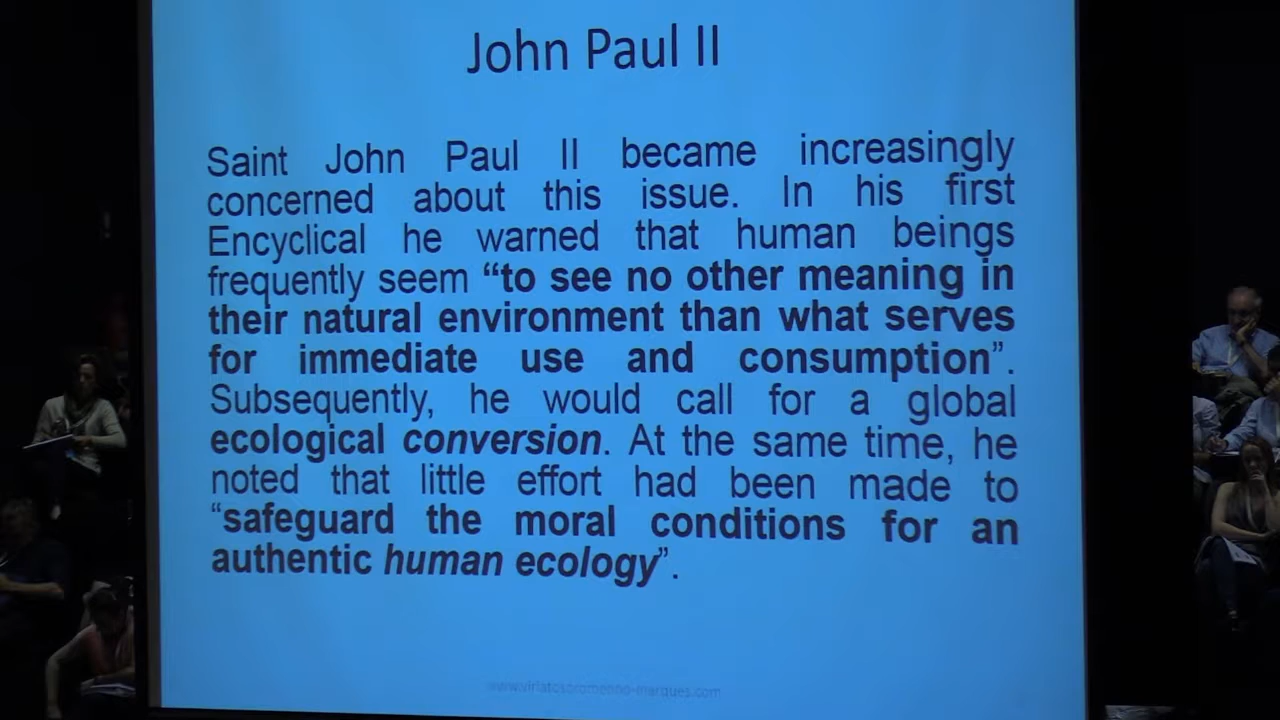 John Paul II
Saint John Paul II became increasingly
concerned about this issue. In his first
Encyclical he warned that human beings
frequently seem “to see no other meaning in
their natural environment than what serves
for immediate use and consumption”.
Subsequently, he would call for a global
ecological conversion. At the same time, he
noted that little effort had been made to
“safeguard the moral conditions for an
authentic human ecology”.